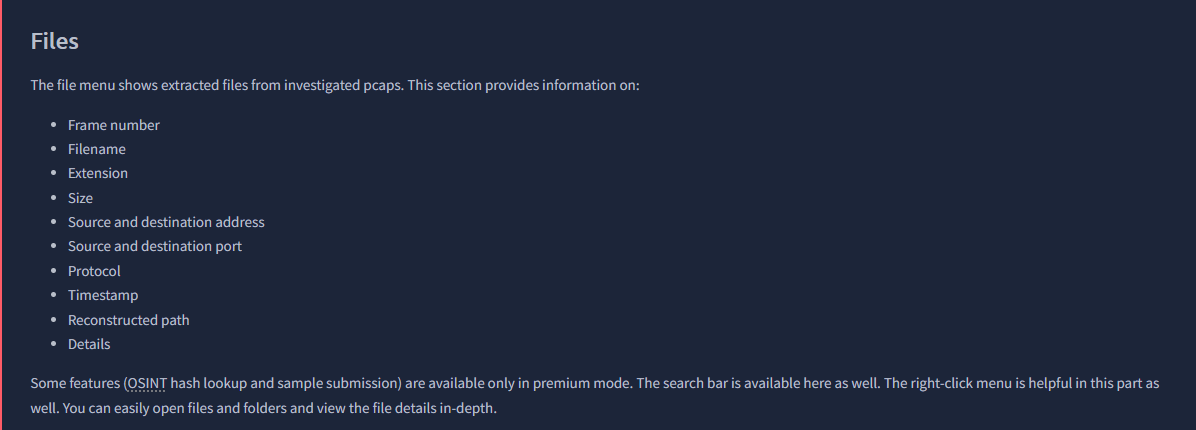 Files
The file menu shows extracted files from investigated pcaps. This section provides information on:
Frame number
Filename
Extension
Size
Source and destination address
Source and destination port
Protocol
Timestamp
Reconstructed path
Details
Some features (OSINT hash lookup and sample submission) are available only in premium mode. The search bar is available here as well. The right-click menu is helpful in this part as
well. You can easily open files and folders and view the file details in-depth.